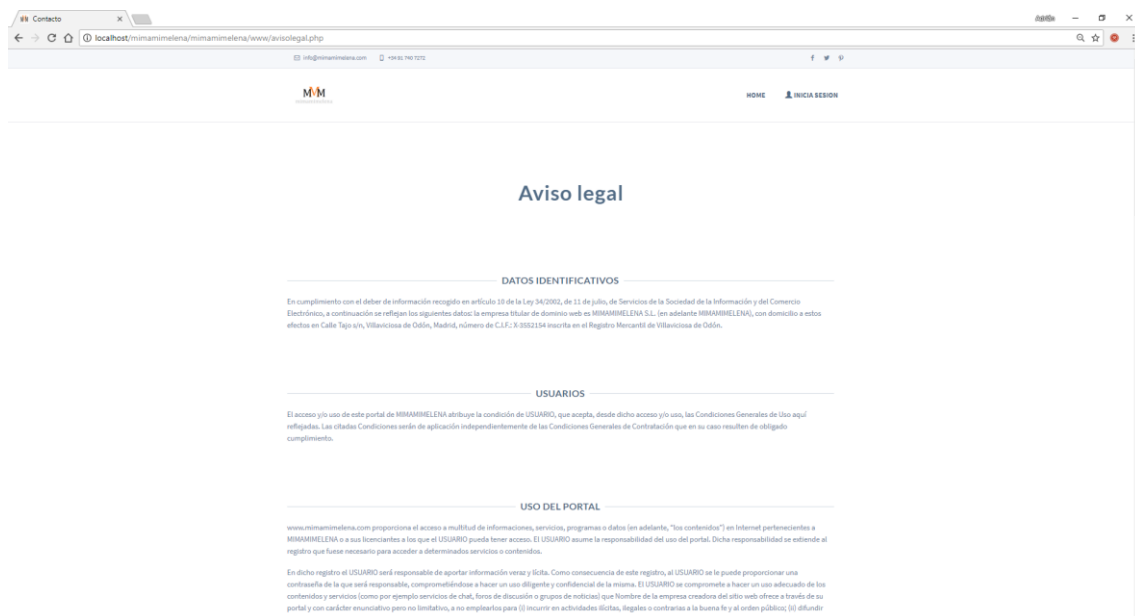 Contacto
localhost/mimamimelena/mimamimelena/www/avisolegal.php
info@mimamimelena.com
+34 91 740 7272
MVM
HOME
INICIA SESION
Aviso legal
DATOS IDENTIFICATIVOS
En cumplimiento con el deber de información recogido en artículo 10 de la Ley 34/2002, de 11 de julio, de Servicios de la Sociedad de la Información y del Comercio
Electrónico, a continuación se reflejan los siguientes datos: la empresa titular de dominio web es MIMAMIMELENA S.L. (en adelante MIMAMIMELENA), con domicilio a estos
efectos en Calle Tajo s/n, Villaviciosa de Odón, Madrid, número de C.I.F.: X-3552154 inscrita en el Registro Mercantil de Villaviciosa de Odón.
USUARIOS
El acceso y/o uso de este portal de MIMAMIMELENA atribuye la condición de USUARIO, que acepta, desde dicho acceso y/o uso, las Condiciones Generales de Uso aquí
reflejadas. Las citadas Condiciones serán de aplicación independientemente de las Condiciones Generales de Contratación que en su caso resulten de obligado
cumplimiento.
USO DEL PORTAL
www.mimamimelena.com proporciona el acceso a multitud de informaciones, servicios, programas o datos (en adelante, "los contenidos") en Internet pertenecientes a
MIMAMIMELENA o a sus licenciantes a los que el USUARIO pueda tener acceso. El USUARIO asume la responsabilidad del uso del portal. Dicha responsabilidad se extiende al
registro que fuese necesario para acceder a determinados servicios o contenidos.
En dicho registro el USUARIO será responsable de aportar información veraz y lícita. Como consecuencia de este registro, al USUARIO se le puede proporcionar una
contraseña de la que será responsable, comprometiéndose a hacer un uso diligente y confidencial de la misma. El USUARIO se compromete a hacer un uso adecuado de los
contenidos y servicios (como por ejemplo servicios de chat, foros de discusión o grupos de noticias) que Nombre de la empresa creadora del sitio web ofrece a través de su
portal y con carácter enunciativo pero no limitativo, a no emplearlos para (i) incurrir en actividades ilícitas, ilegales o contrarias a la buena fe y al orden público; (ii) difundir